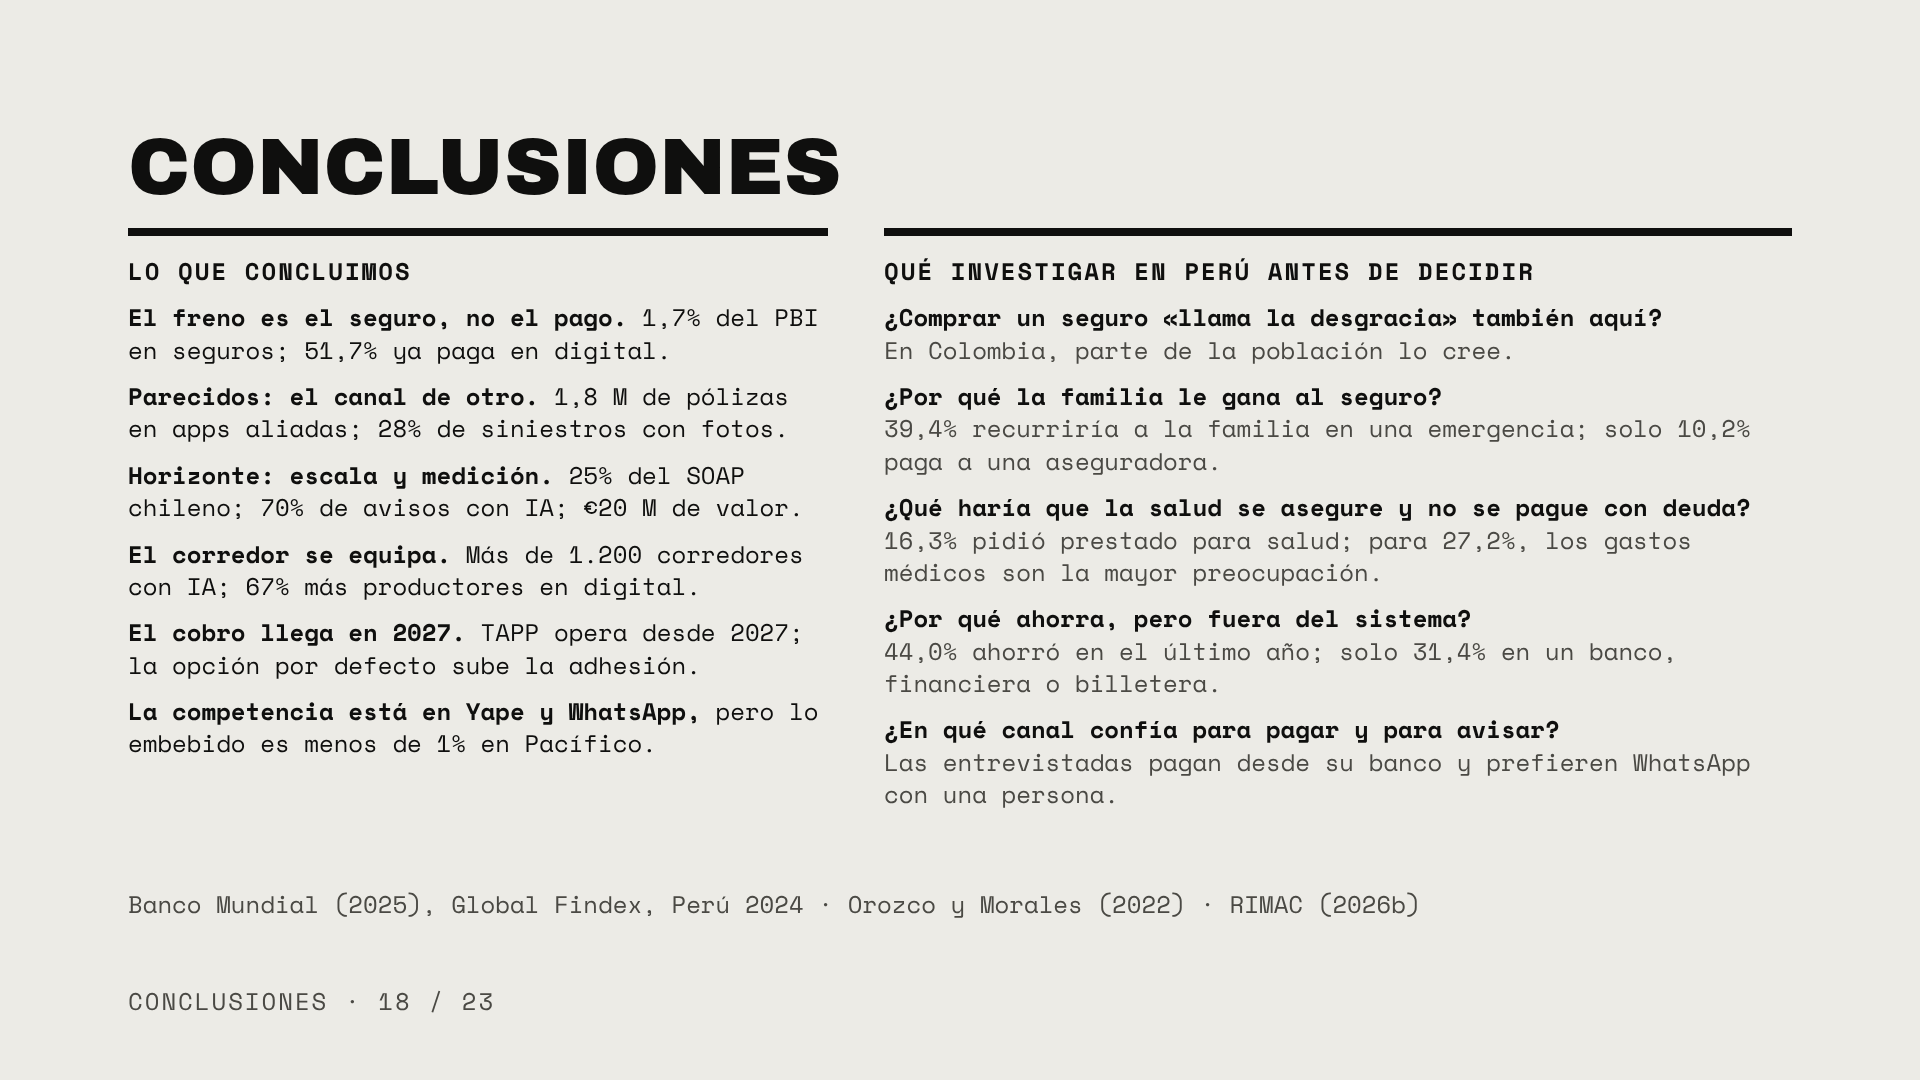 CONCLUSIONES
LO QUE CONCLUIMOS
El freno es el seguro, no el pago. 1,7% del PBI
en seguros; 51,7% ya paga en digital.
Parecidos: el canal de otro. 1,8 M de pólizas
en apps aliadas; 28% de siniestros con fotos.
Horizonte: escala y medición. 25% del SOAP
chileno; 70% de avisos con IA; €20 M de valor.
El corredor se equipa. Más de 1.200 corredores
con IA; 67% más productores en digital.
El cobro llega en 2027. TAPP opera desde 2027;
la opción por defecto sube la adhesión.
La competencia está en Yape y WhatsApp, pero lo
embebido es menos de 1% en Pacífico.
QUÉ INVESTIGAR EN PERÚ ANTES DE DECIDIR
¿Comprar un seguro «llama la desgracia» también aquí?
En Colombia, parte de la población lo cree.
¿Por qué la familia le gana al seguro?
39,4% recurriría a la familia en una emergencia; solo 10,2%
paga a una aseguradora.
¿Qué haría que la salud se asegure y no se pague con deuda?
16,3% pidió prestado para salud; para 27,2%, los gastos
médicos son la mayor preocupación.
¿Por qué ahorra, pero fuera del sistema?
44,0% ahorró en el último año; solo 31,4% en un banco,
financiera o billetera.
¿En qué canal confía para pagar y para avisar?
Las entrevistadas pagan desde su banco y prefieren WhatsApp
con una persona.
Banco Mundial (2025), Global Findex, Perú 2024 · Orozco y Morales (2022) · RIMAC (2026b)
CONCLUSIONES · 18 / 23